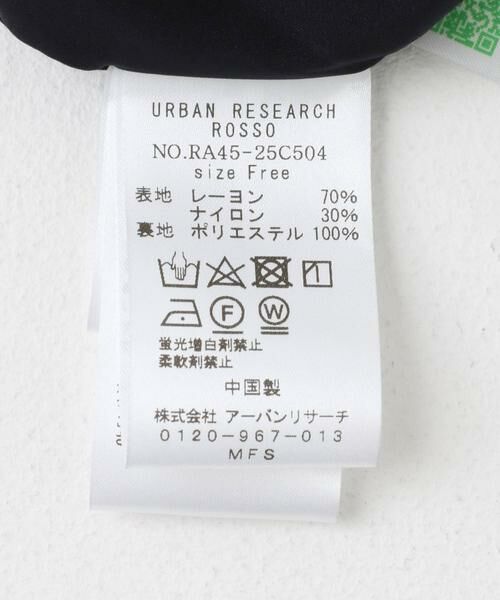 URBAN RESEARCH
ROSSO
NO.RA45-25C504
size Free
表地 レーヨン 70%
ナイロン 30%
裏地 ポリエステル 100%
F W
蛍光増白剤禁止
柔軟剤禁止
中国製
株式会社 アーバンリサーチ
0120-967-013
MFS